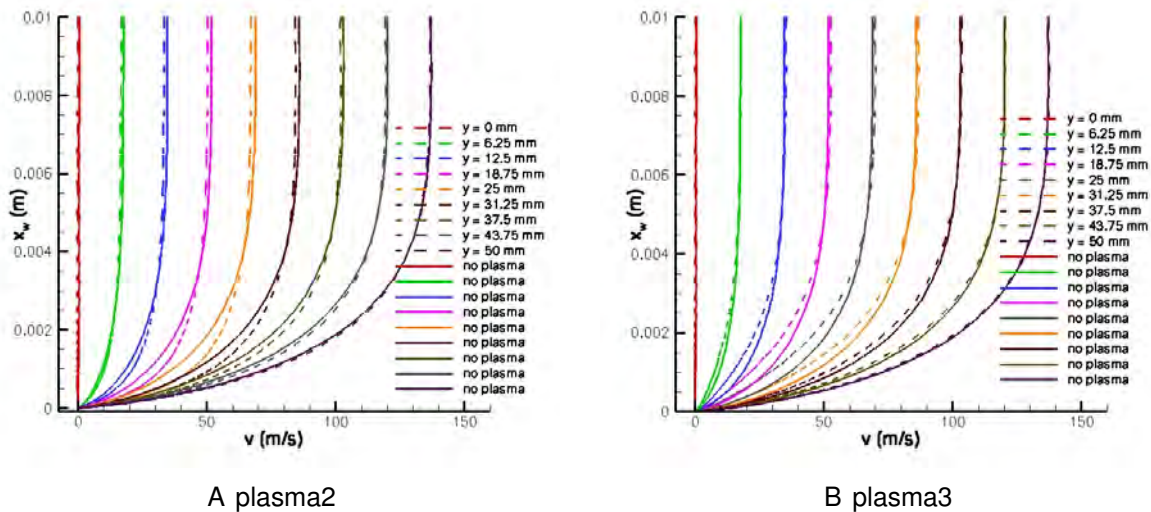 0.01
0.008
0.006
0.004
0.002
0
x_w (m)
0
50
100
150
v (m/s)
y = 0 mm
y = 6.25 mm
y = 12.5 mm
y = 18.75 mm
y = 25 mm
y = 31.25 mm
y = 37.5 mm
y = 43.75 mm
y = 50 mm
no plasma
no plasma
no plasma
no plasma
no plasma
no plasma
no plasma
no plasma
no plasma
A plasma2
0.01
0.008
0.006
0.004
0.002
0
x_w (m)
0
50
100
150
v (m/s)
y = 0 mm
y = 6.25 mm
y = 12.5 mm
y = 18.75 mm
y = 25 mm
y = 31.25 mm
y = 37.5 mm
y = 43.75 mm
y = 50 mm
no plasma
no plasma
no plasma
no plasma
no plasma
no plasma
no plasma
no plasma
no plasma
B plasma3